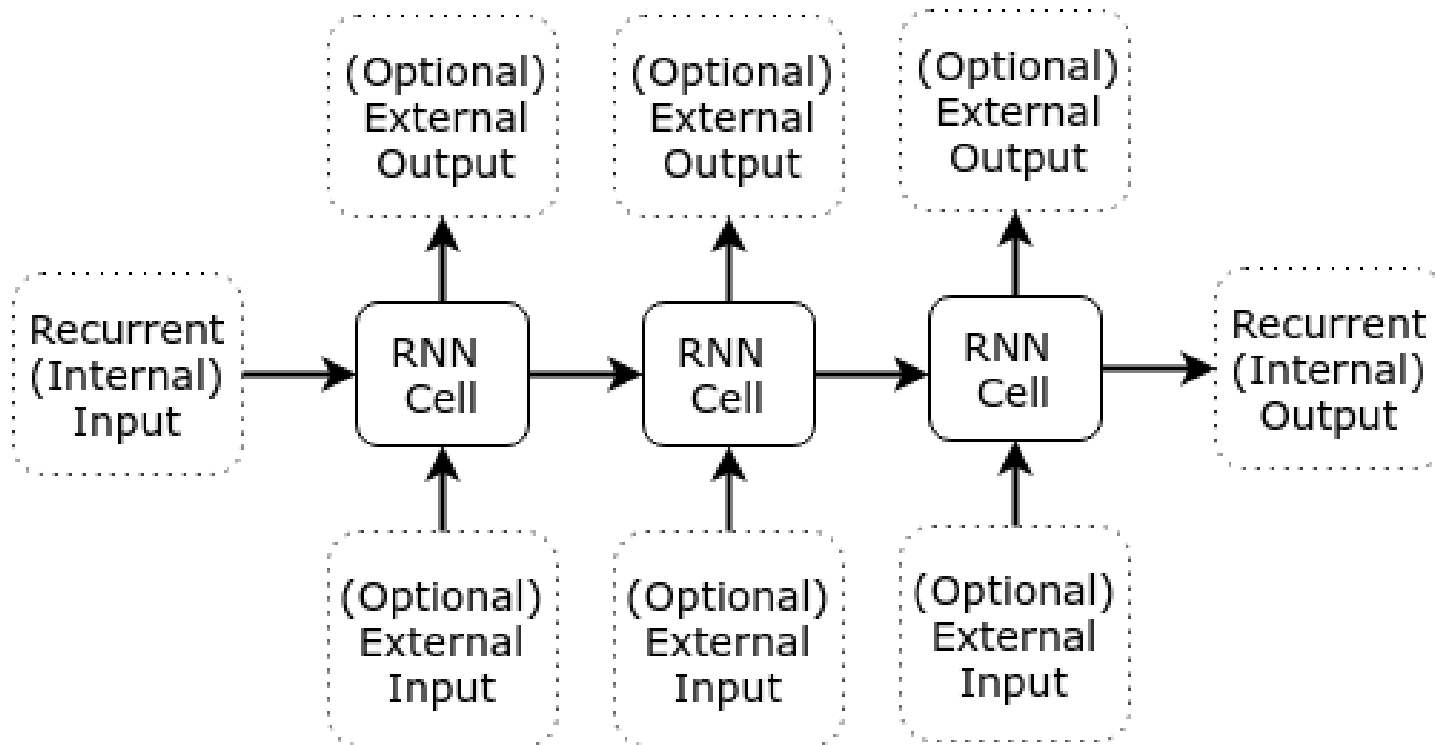 (Optional)
External
Output
(Optional)
External
Output
(Optional)
External
Output
Recurrent
(Internal)
Input
RNN
Cell
RNN
Cell
RNN
Cell
Recurrent
(Internal)
Output
(Optional)
External
Input
(Optional)
External
Input
(Optional)
External
Input